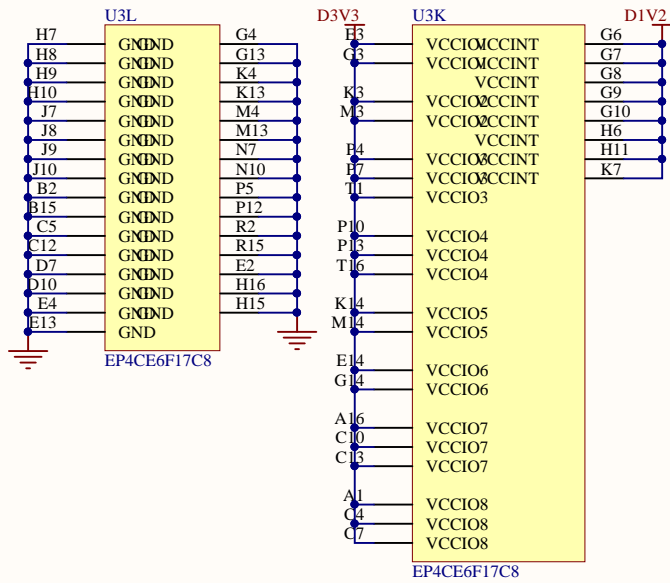 U3L
D3V3
U3K
D1V2
H7 GND GND G4
H8 GND GND G13
H9 GND GND K4
H10 GND GND K13
J7 GND GND M4
J8 GND GND M13
J9 GND GND N7
J10 GND GND N10
B2 GND GND P5
B15 GND GND P12
C5 GND GND R2
C12 GND GND R15
D7 GND GND E2
D10 GND GND H16
E4 GND GND H15
E13 GND
EP4CE6F17C8
E3 VCCIO1 VCCINT G6
G3 VCCIO1 VCCINT G7
VCCINT G8
K3 VCCIO2 VCCINT G9
M3 VCCIO2 VCCINT G10
VCCINT H6
P4 VCCIO3 VCCINT H11
P7 VCCIO3 VCCINT K7
T1 VCCIO3
P10 VCCIO4
P13 VCCIO4
T16 VCCIO4
K14 VCCIO5
M14 VCCIO5
E14 VCCIO6
G14 VCCIO6
A16 VCCIO7
C10 VCCIO7
C13 VCCIO7
A1 VCCIO8
C4 VCCIO8
C7 VCCIO8
EP4CE6F17C8